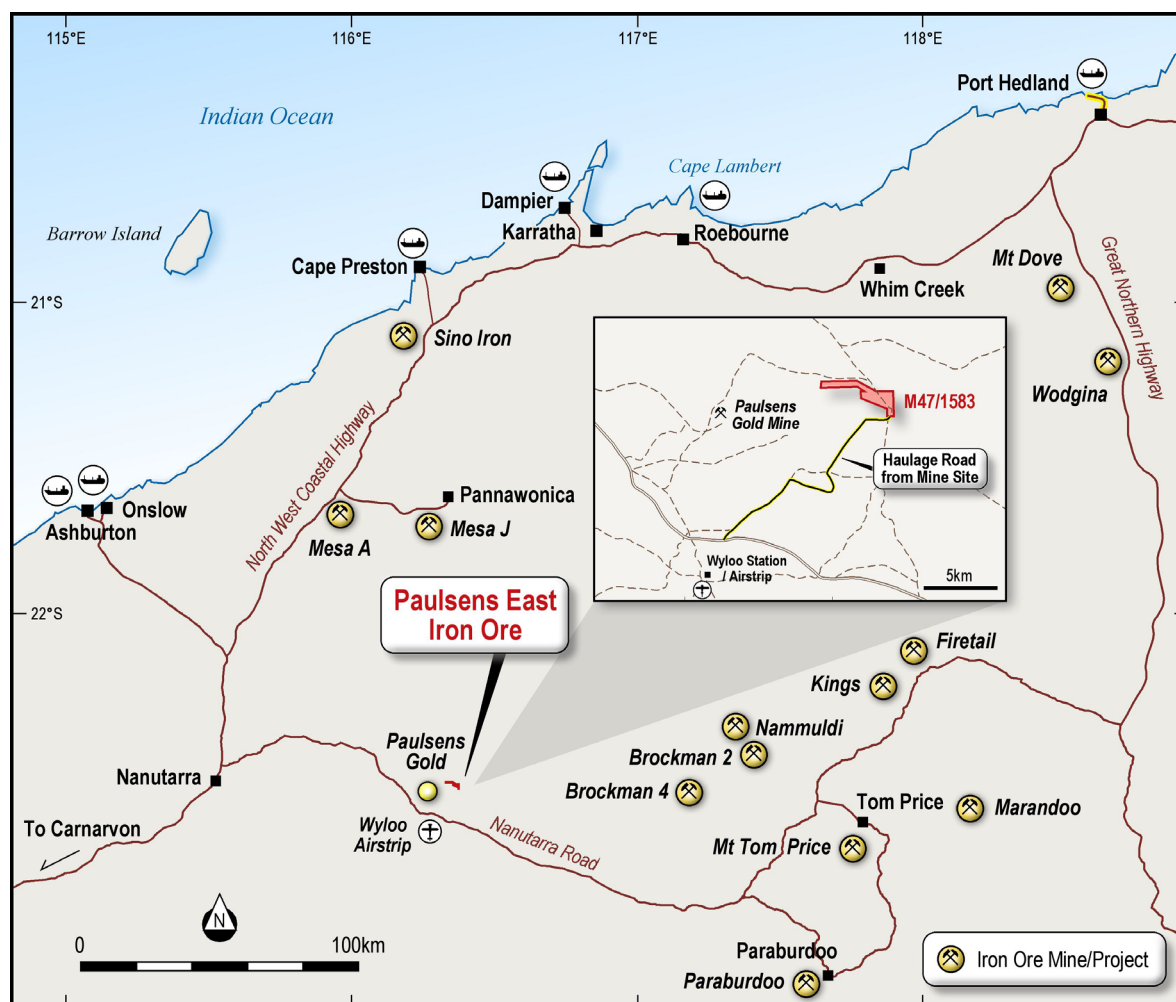 115°E
116°E
117°E
118°E
Port Hedland
Indian Ocean
Cape Lambert
Dampier
Karratha
Roebourne
Barrow Island
Cape Preston
Whim Creek
Mt Dove
Great Northern Highway
21°S
Sino Iron
Wodgina
M47/1583
Paulsens
Gold Mine
Haulage Road
from Mine Site
Wyloo Station
/ Airstrip
5km
North West Coastal Highway
Pannawonica
Onslow
Ashburton
Mesa A
Mesa J
22°S
Paulsens East
Iron Ore
Firetail
Kings
Nammuldi
Brockman 2
Brockman 4
Paulsens
Gold
Nanutarra
Wyloo
Airstrip
Nanutarra Road
Tom Price
Marandoo
Mt Tom Price
To Carnarvon
N
0
100km
Paraburdoo
Paraburdoo
Iron Ore Mine/Project